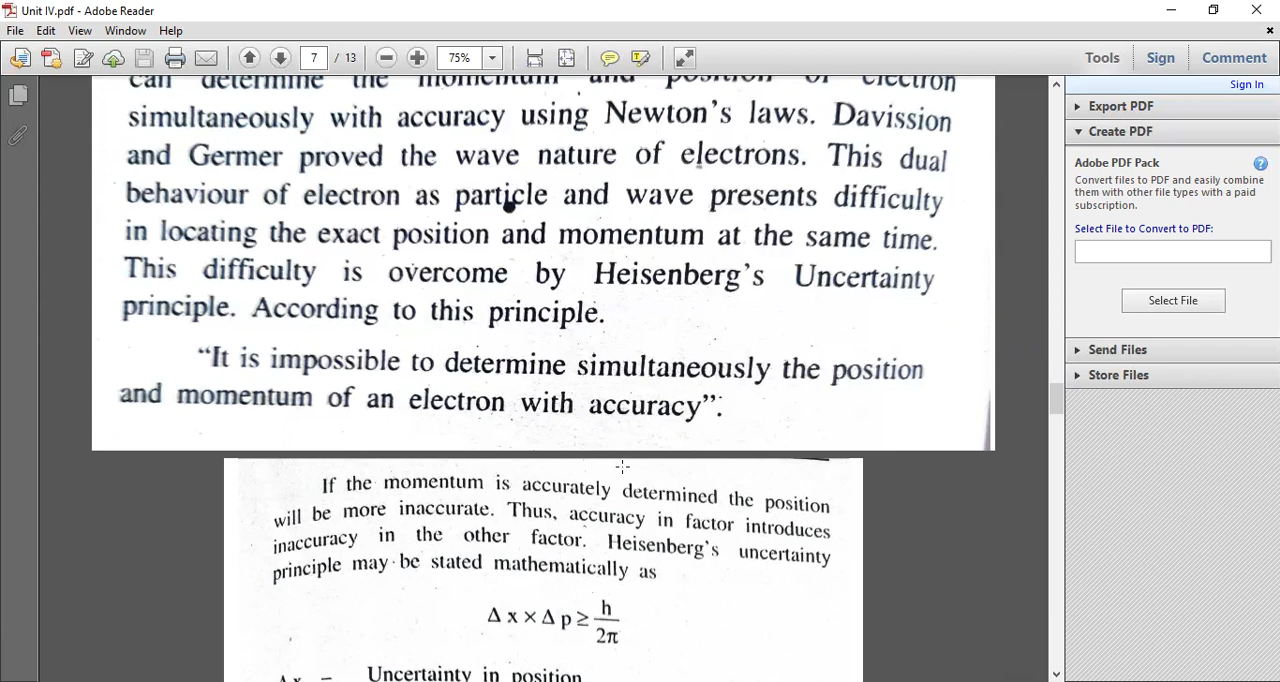 Unit IV.pdf - Adobe Reader
File Edit View Window Help
7 / 13 75% Tools Sign Comment
Sign In
Export PDF
Create PDF
Adobe PDF Pack
Convert files to PDF and easily combine
them with other file types with a paid
subscription.
Select File to Convert to PDF:
Select File
Send Files
Store Files
can determine the momentum and position of electron
simultaneously with accuracy using Newton's laws. Davission
and Germer proved the wave nature of electrons. This dual
behaviour of electron as particle and wave presents difficulty
in locating the exact position and momentum at the same time.
This difficulty is overcome by Heisenberg's Uncertainty
principle. According to this principle.
"It is impossible to determine simultaneously the position
and momentum of an electron with accuracy".
If the momentum is accurately determined the position
will be more inaccurate. Thus, accuracy in factor introduces
inaccuracy in the other factor. Heisenberg's uncertainty
principle may be stated mathematically as
Δ x × Δ p ≥ h
2π
Δx = Uncertainty in position